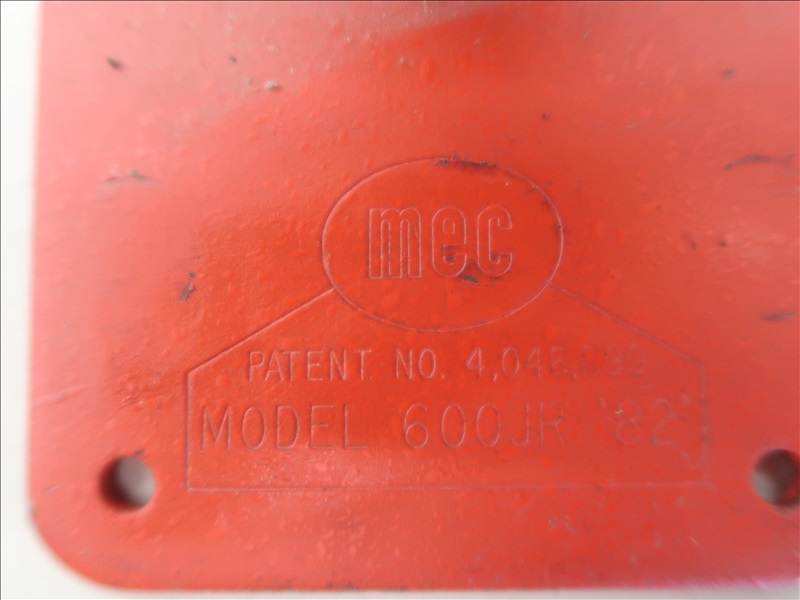 mec
PATENT NO.
MODEL 600JR "82"